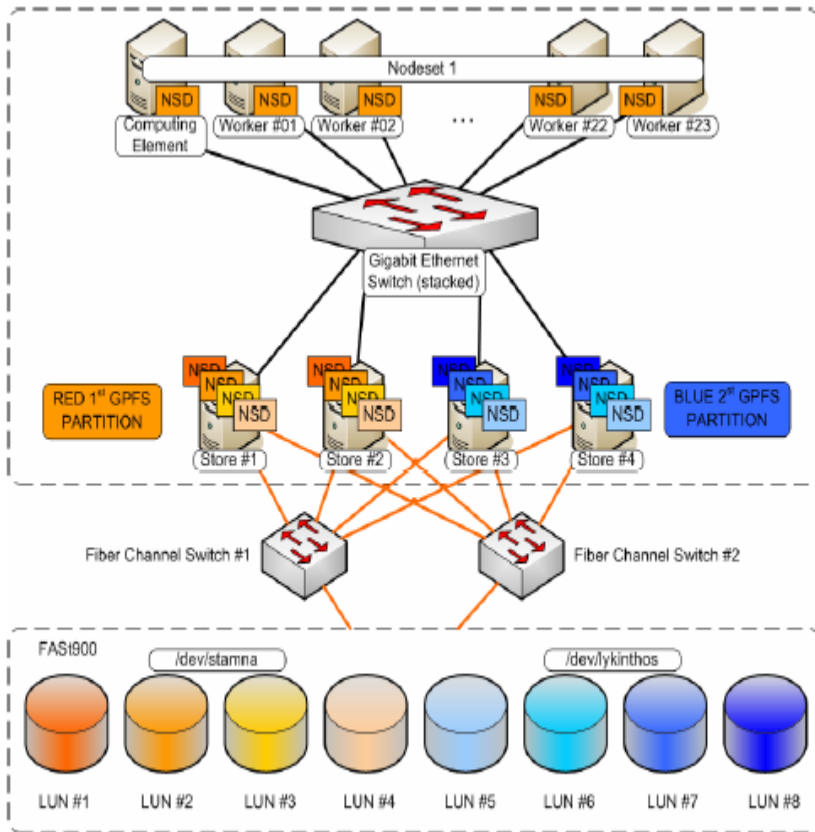 Nodeset 1
NSD
NSD
NSD
NSD
NSD
Computing
Element
Worker #01
Worker #02
...
Worker #22
Worker #23
Gigabit Ethernet
Switch (stacked)
RED 1st GPFS
PARTITION
NSD
NSD
NSD
NSD
Store #1
NSD
NSD
NSD
NSD
Store #2
NSD
NSD
NSD
NSD
Store #3
NSD
NSD
NSD
NSD
Store #4
BLUE 2st GPFS
PARTITION
Fiber Channel Switch #1
Fiber Channel Switch #2
FASt900
/dev/stamna
/dev/lykinthos
LUN #1
LUN #2
LUN #3
LUN #4
LUN #5
LUN #6
LUN #7
LUN #8